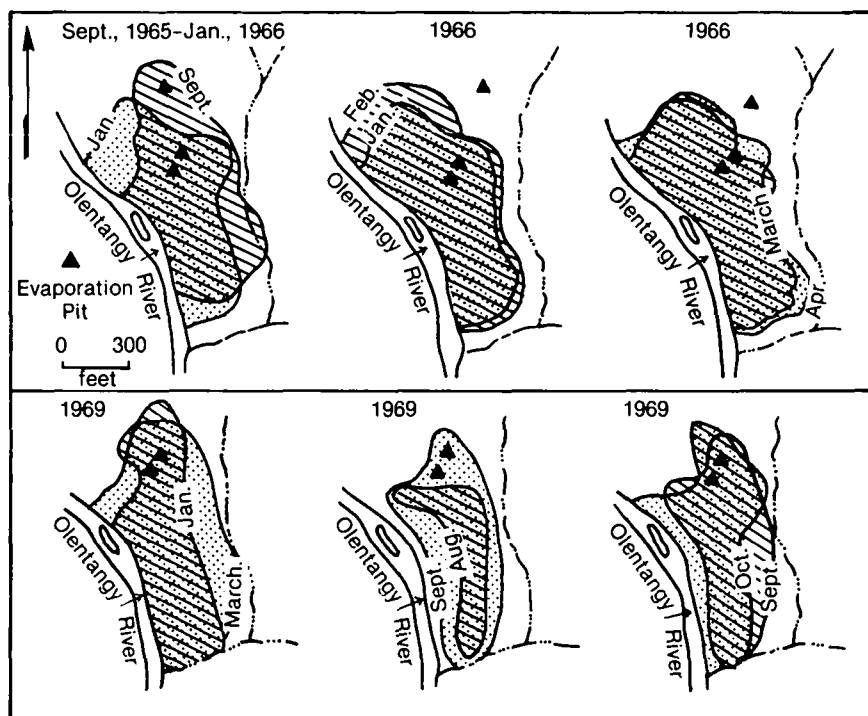 Sept., 1965–Jan., 1966
1966
1966
Sept.
Jan.
Feb.
Jan.
March
Apr.
Olentangy
River
Olentangy
River
Olentangy
River
Evaporation
Pit
0 300
feet
1969
1969
1969
Jan.
March
Sept
Aug.
Oct.
Sept.
Olentangy
River
Olentangy
River
Olentangy
River